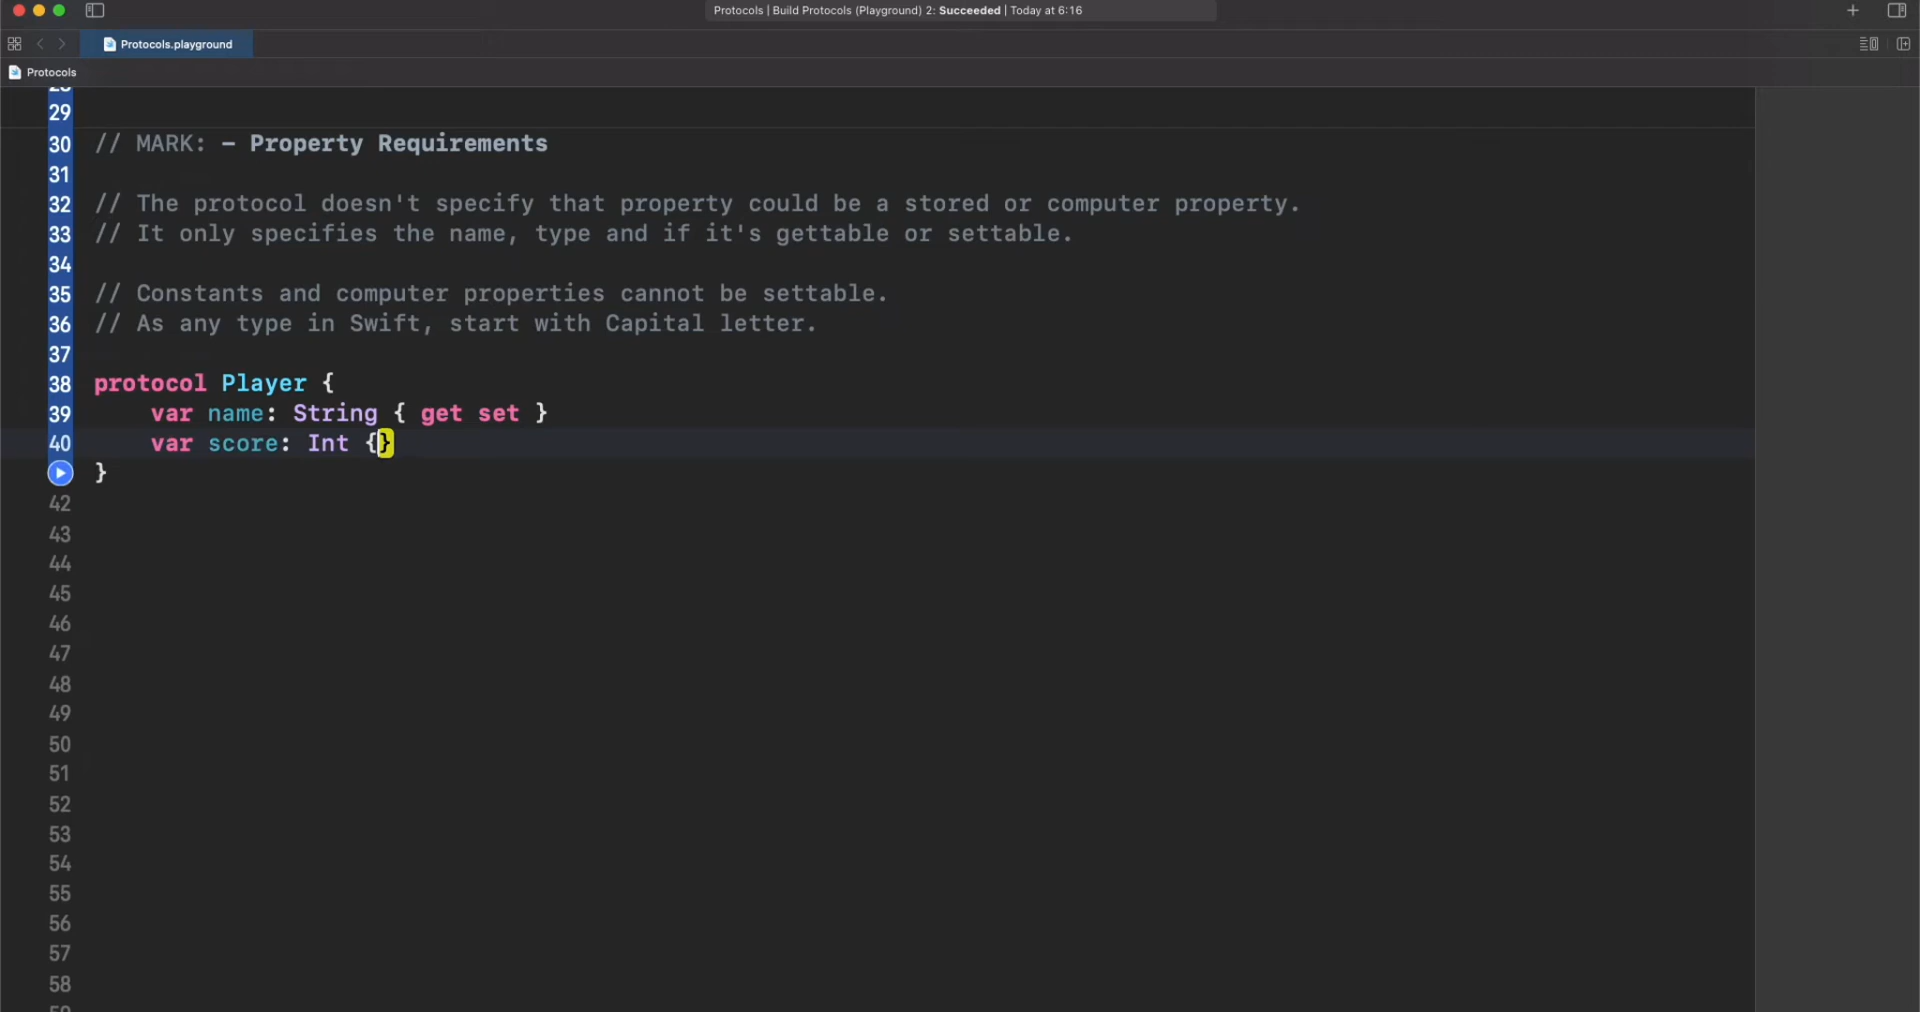 Protocols | Build Protocols (Playground) 2: Succeeded | Today at 6:16
Protocols.playground
Protocols
29
30 // MARK: - Property Requirements
31
32 // The protocol doesn't specify that property could be a stored or computer property.
33 // It only specifies the name, type and if it's gettable or settable.
34
35 // Constants and computer properties cannot be settable.
36 // As any type in Swift, start with Capital letter.
37
38 protocol Player {
39 var name: String { get set }
40 var score: Int {}
}
42
43
44
45
46
47
48
49
50
51
52
53
54
55
56
57
58